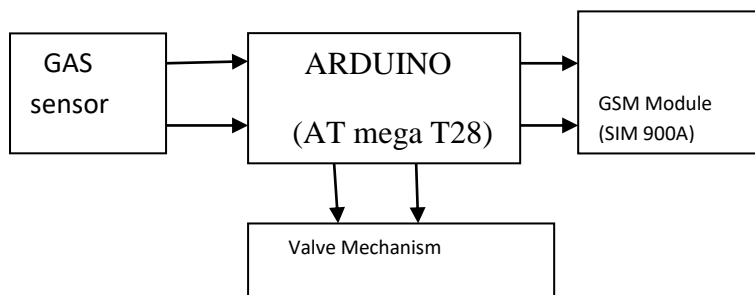 GAS
sensor
ARDUINO
(AT mega T28)
GSM Module
(SIM 900A)
Valve Mechanism